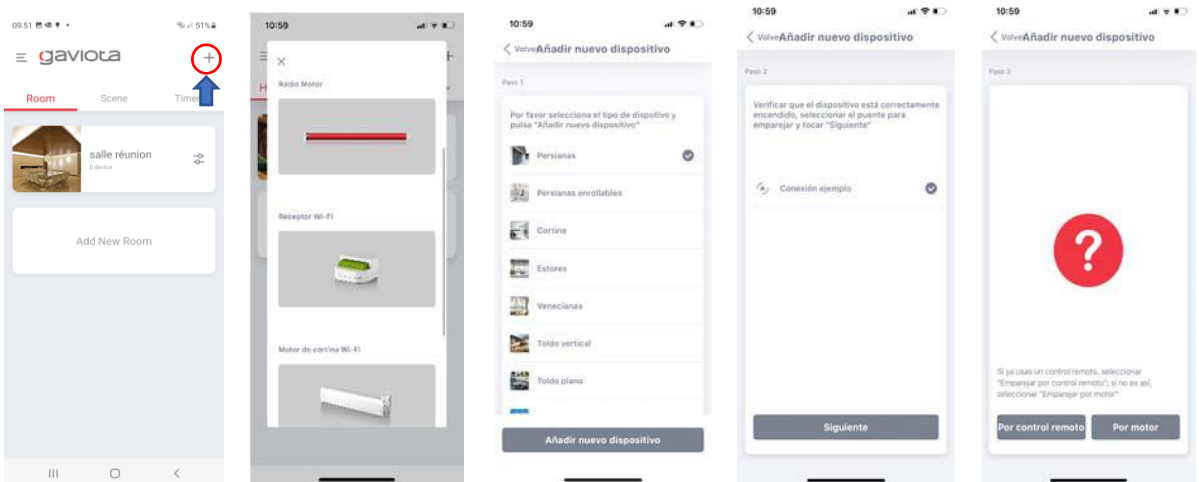 09:51
51%
gaviota
+
Room
Scene
Timer
salle réunion
0 device
Add New Room
10:59
Radio Motor
Receptor Wi-Fi
Motor de cortina Wi-Fi
10:59
Volver
Añadir nuevo dispositivo
Paso 1
Por favor selecciona el tipo de dispotivo y
pulsa "Añadir nuevo dispositivo"
Persianas
Persianas enrollables
Cortina
Estores
Venecianas
Toldo vertical
Toldo plano
Añadir nuevo dispositivo
10:59
Volver
Añadir nuevo dispositivo
Paso 2
Verificar que el dispositivo está correctamente
encendido, seleccionar el puente para
emparejar y tocar "Siguiente"
Conexión ejemplo
Siguiente
10:59
Volver
Añadir nuevo dispositivo
Paso 3
?
Si ya usas un control remoto, seleccionar
"Emparejar por control remoto"; si no es así,
seleccionar "Emparejar por motor"
Por control remoto
Por motor